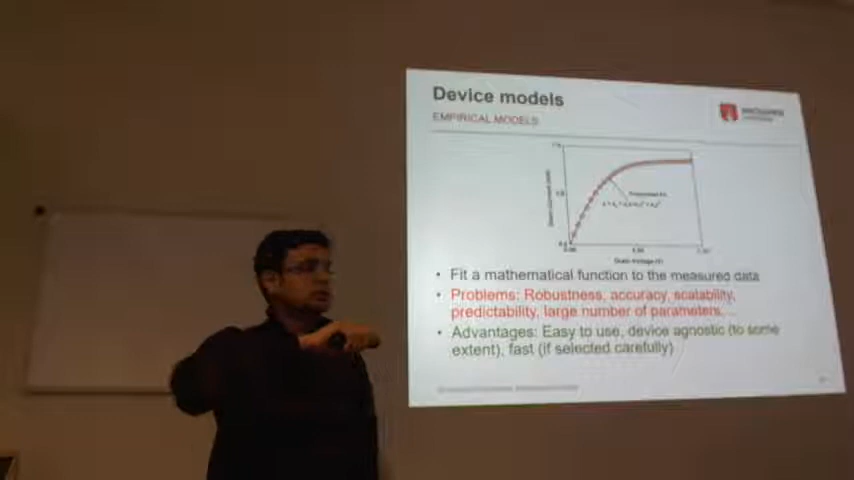 Device models
EMPIRICAL MODELS
• Fit a mathematical function to the measured data
• Problems: Robustness, accuracy, scalability,
predictability, large number of parameters,...
• Advantages: Easy to use, device agnostic (to some
extent), fast (if selected carefully)